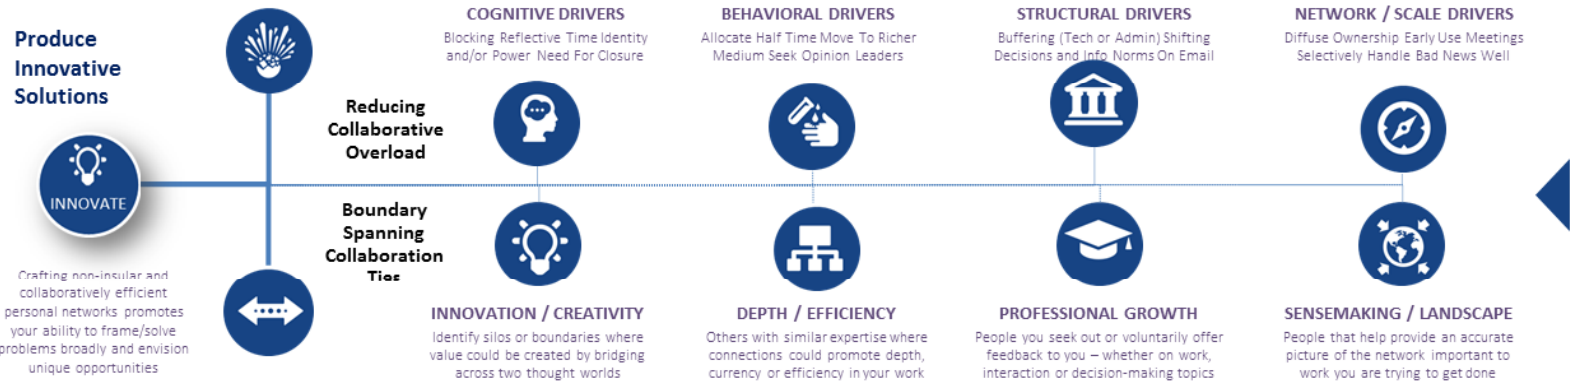 Produce
Innovative
Solutions
INNOVATE
Crafting non-insular and
collaboratively efficient
personal networks promotes
your ability to frame/solve
problems broadly and envision
unique opportunities
Reducing
Collaborative
Overload
COGNITIVE DRIVERS
Blocking Reflective Time Identity
and/or Power Need For Closure
BEHAVIORAL DRIVERS
Allocate Half Time Move To Richer
Medium Seek Opinion Leaders
STRUCTURAL DRIVERS
Buffering (Tech or Admin) Shifting
Decisions and Info Norms On Email
NETWORK / SCALE DRIVERS
Diffuse Ownership Early Use Meetings
Selectively Handle Bad News Well
Boundary
Spanning
Collaboration
Ties
INNOVATION / CREATIVITY
Identify silos or boundaries where
value could be created by bridging
across two thought worlds
DEPTH / EFFICIENCY
Others with similar expertise where
connections could promote depth,
currency or efficiency in your work
PROFESSIONAL GROWTH
People you seek out or voluntarily offer
feedback to you – whether on work,
interaction or decision-making topics
SENSEMAKING / LANDSCAPE
People that help provide an accurate
picture of the network important to
work you are trying to get done